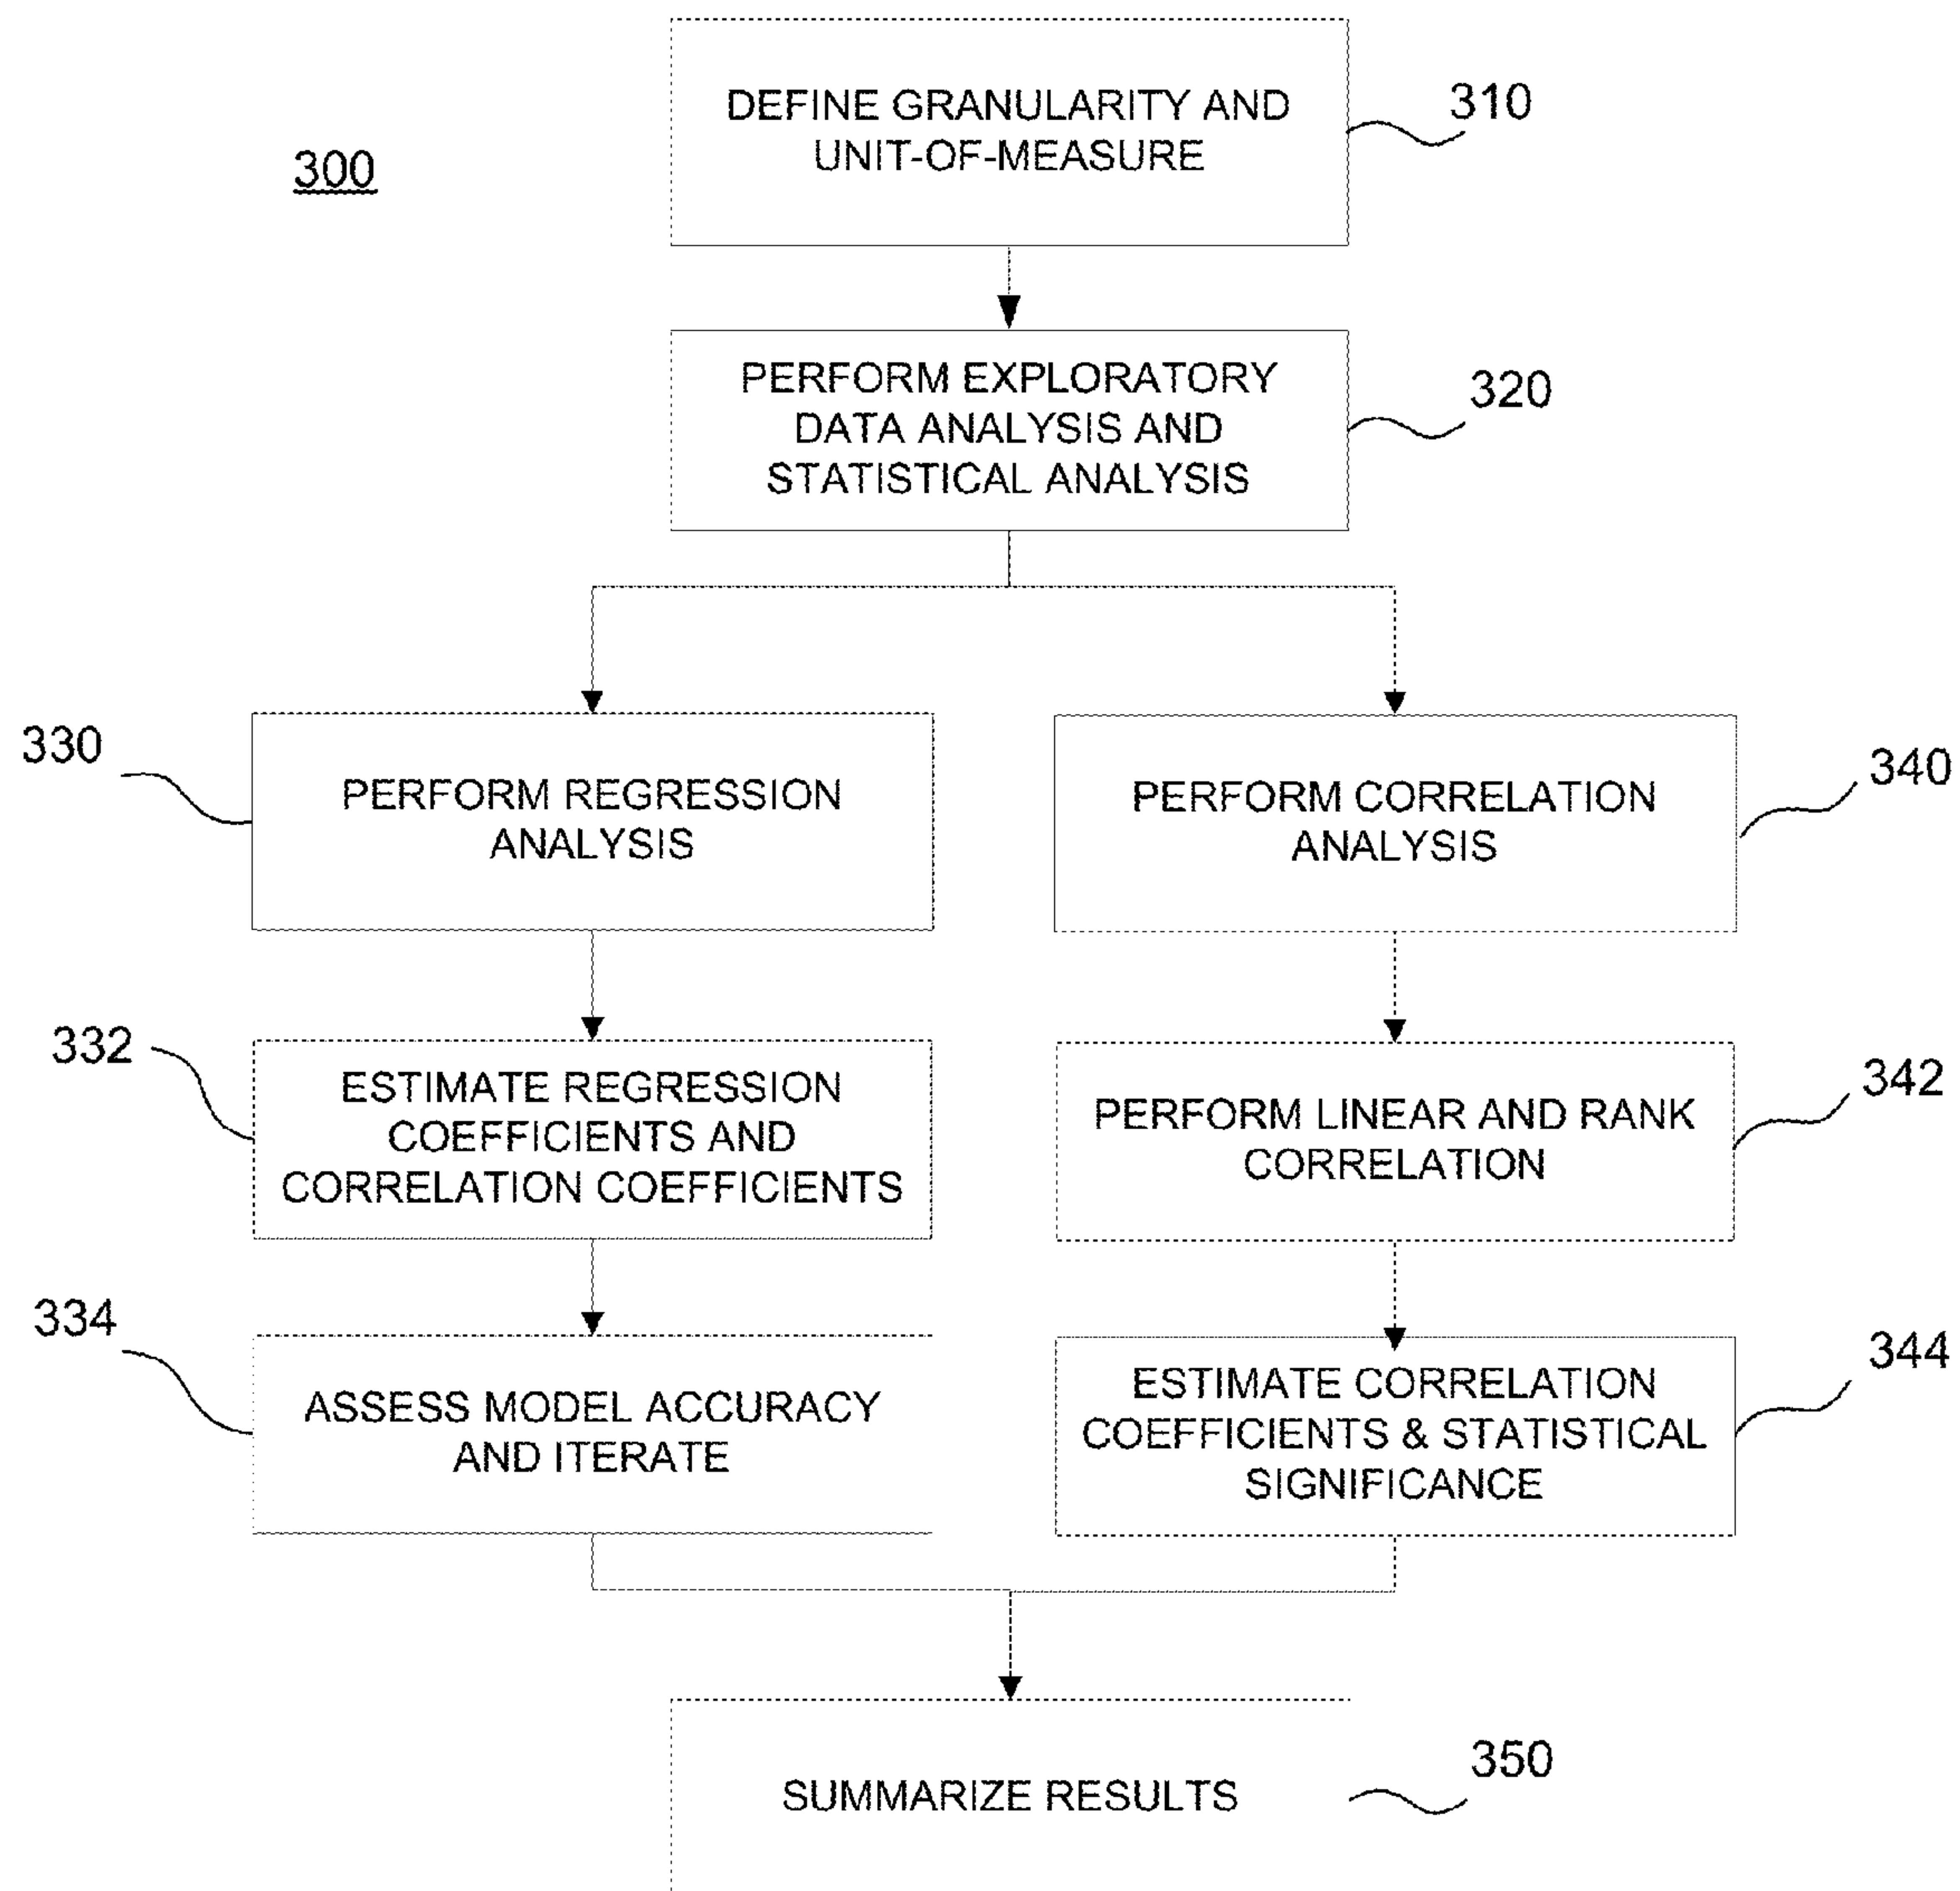 300
DEFINE GRANULARITY AND
UNIT-OF-MEASURE
310
PERFORM EXPLORATORY
DATA ANALYSIS AND
STATISTICAL ANALYSIS
320
330
PERFORM REGRESSION
ANALYSIS
PERFORM CORRELATION
ANALYSIS
340
332
ESTIMATE REGRESSION
COEFFICIENTS AND
CORRELATION COEFFICIENTS
PERFORM LINEAR AND RANK
CORRELATION
342
334
ASSESS MODEL ACCURACY
AND ITERATE
ESTIMATE CORRELATION
COEFFICIENTS & STATISTICAL
SIGNIFICANCE
344
SUMMARIZE RESULTS
350